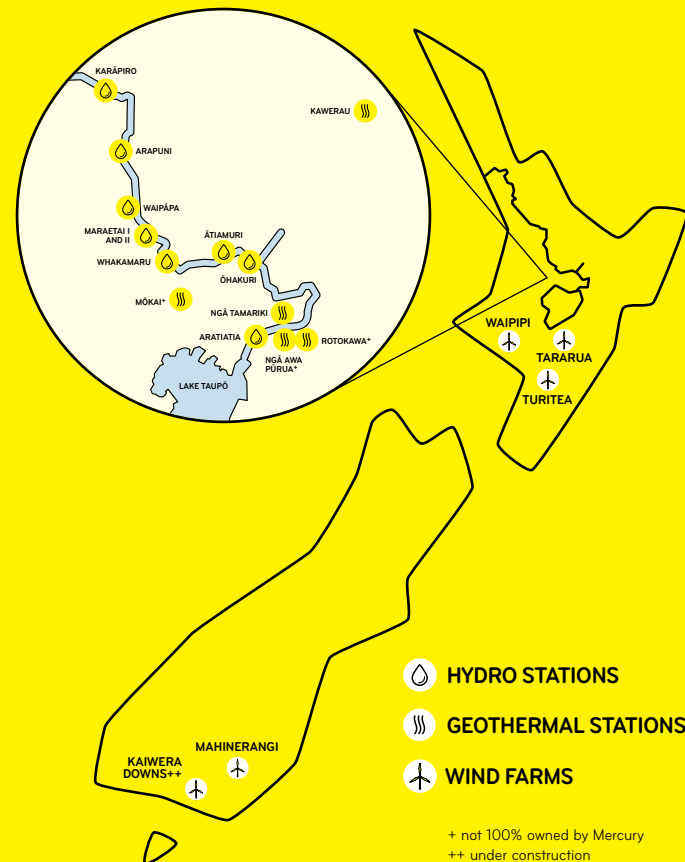 KARĀPIRO
KAWERAU
ARAPUNI
WAIPĀPA
MARAETAI I
AND II
ĀTIAMURI
WHAKAMARU
ŌHAKURI
MŌKAI+
NGĀ TAMARIKI
ARATIATIA
ROTOKAWA+
NGĀ AWA
PŪRUA+
LAKE TAUPŌ
WAIPIPI
TARARUA
TURITEA
MAHINERANGI
KAIWERA
DOWNS++
HYDRO STATIONS
GEOTHERMAL STATIONS
WIND FARMS
+ not 100% owned by Mercury
++ under construction